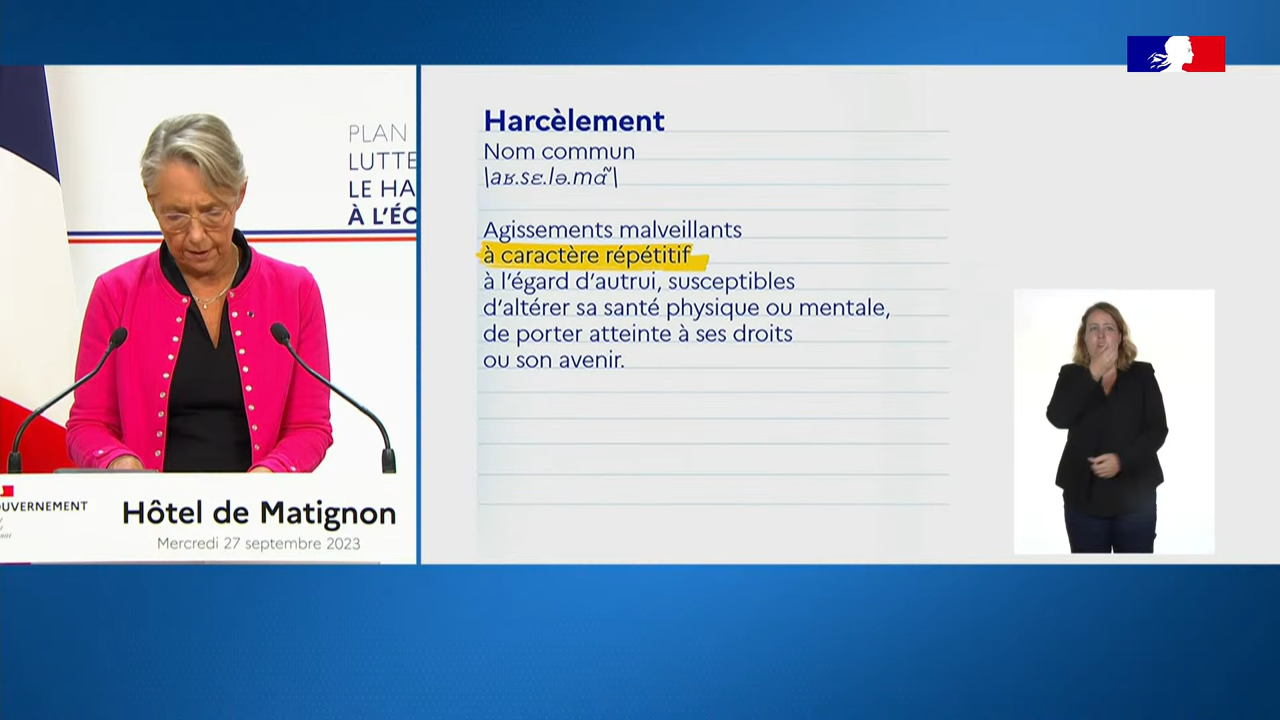 PLAN
LUTTE
LE HA
À L'ÉC
OUVERNEMENT
Hôtel de Matignon
Mercredi 27 septembre 2023
Harcèlement
Nom commun
\aʁ.sɛ.lə.mɑ̃\
Agissements malveillants
à caractère répétitif
à l'égard d'autrui, susceptibles
d'altérer sa santé physique ou mentale,
de porter atteinte à ses droits
ou son avenir.